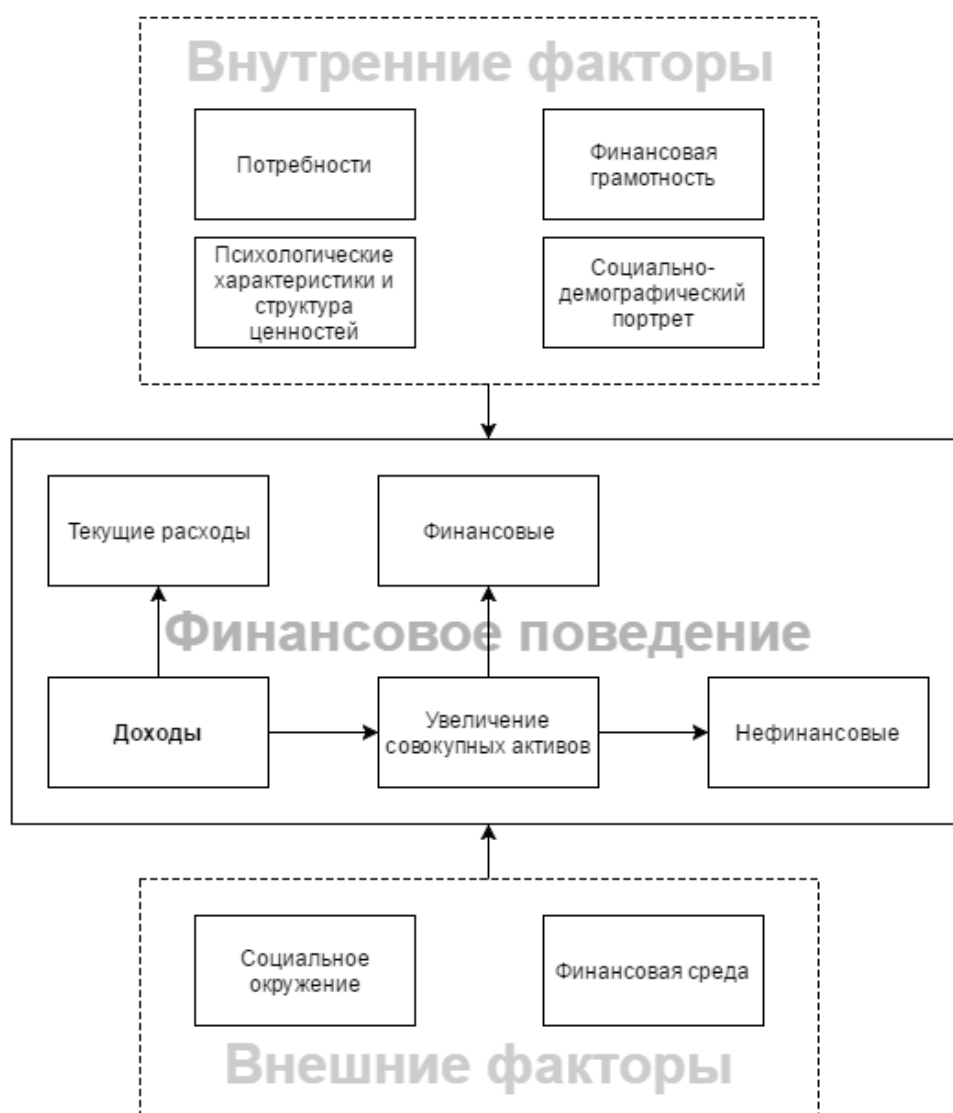 Внутренние факторы
Потребности
Финансовая
грамотность
Психологические
характеристики и
структура
ценностей
Социально-
демографический
портрет
Текущие расходы
Финансовые
Финансовое поведение
Доходы
Увеличение
совокупных активов
Нефинансовые
Социальное
окружение
Финансовая среда
Внешние факторы